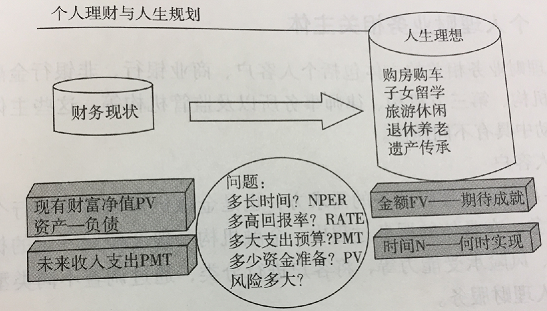 个人理财与人生规划
人生理想
购房购车
子女留学
旅游休闲
退休养老
遗产传承
财务现状
现有财富净值PV
资产—负债
未来收入支出PMT
问题:
多长时间? NPER
多高回报率? RATE
多大支出预算?PMT
多少资金准备? PV
风险多大?
金额FV——期待成就
时间N——何时实现
人理财服务。